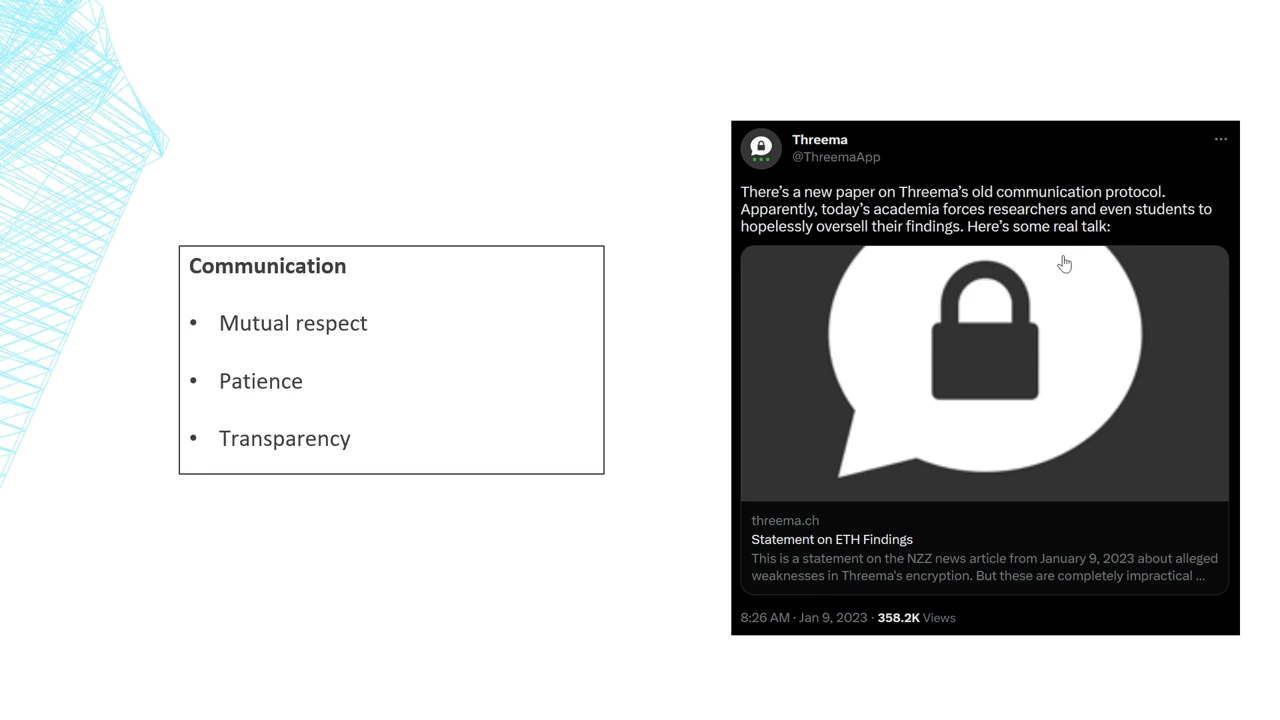 Communication
• Mutual respect
• Patience
• Transparency
Threema
@ThreemaApp
There’s a new paper on Threema’s old communication protocol.
Apparently, today’s academia forces researchers and even students to
hopelessly oversell their findings. Here’s some real talk:
threema.ch
Statement on ETH Findings
This is a statement on the NZZ news article from January 9, 2023 about alleged
weaknesses in Threema's encryption. But these are completely impractical ...
8:26 AM · Jan 9, 2023 · 358.2K Views